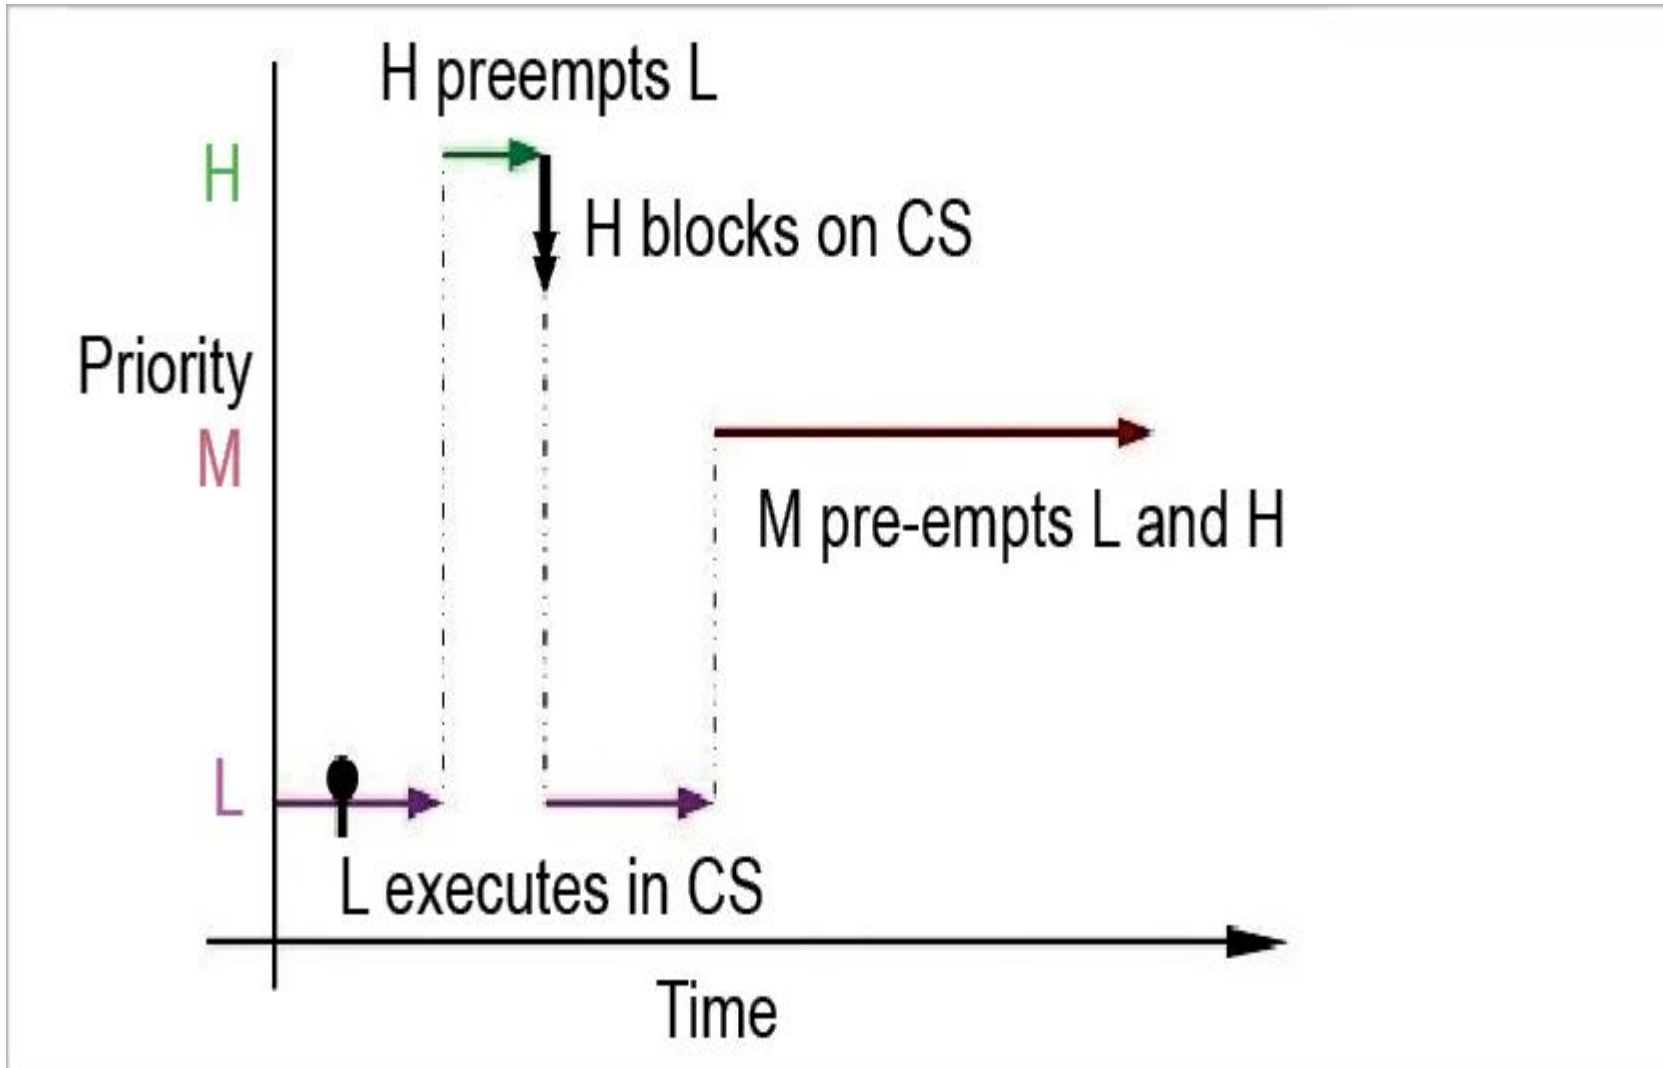 H preempts L
H
H blocks on CS
Priority
M
M pre-empts L and H
L
L executes in CS
Time